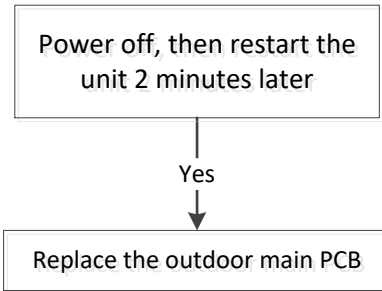 Power off, then restart the
unit 2 minutes later
Yes
Replace the outdoor main PCB